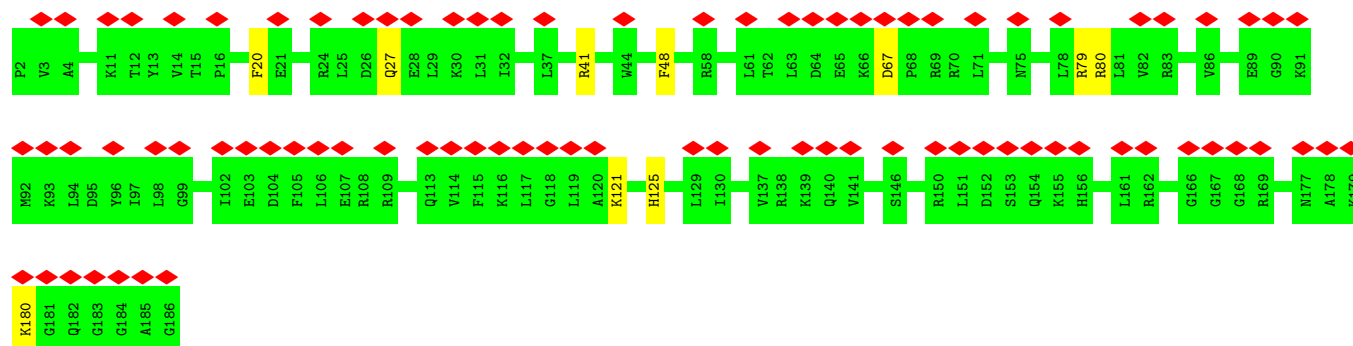 P2 V3 A4 K11 T12 Y13 V14 T15 P16 F20 E21 R24 L25 D26 Q27 E28 L29 K30 L31 I32 L37 R41 W44 F48 R58 L61 T62 L63 D64 E65 K66 D67 P68 R69 R70 L71 N75 L78 R79 R80 L81 V82 R83 V86 E89 G90 K91
M92 K93 L94 D95 Y96 I97 L98 G99 I102 E103 D104 F105 L106 E107 R108 R109 Q113 V114 F115 K116 L117 G118 L119 A120 K121 H125 L129 I130 V137 R138 K139 Q140 V141 S146 R150 L151 D152 S153 Q154 K155 H156 L161 R162 G166 G167 G168 R169 N177 A178 K179
K180 G181 Q182 G183 G184 A185 G186